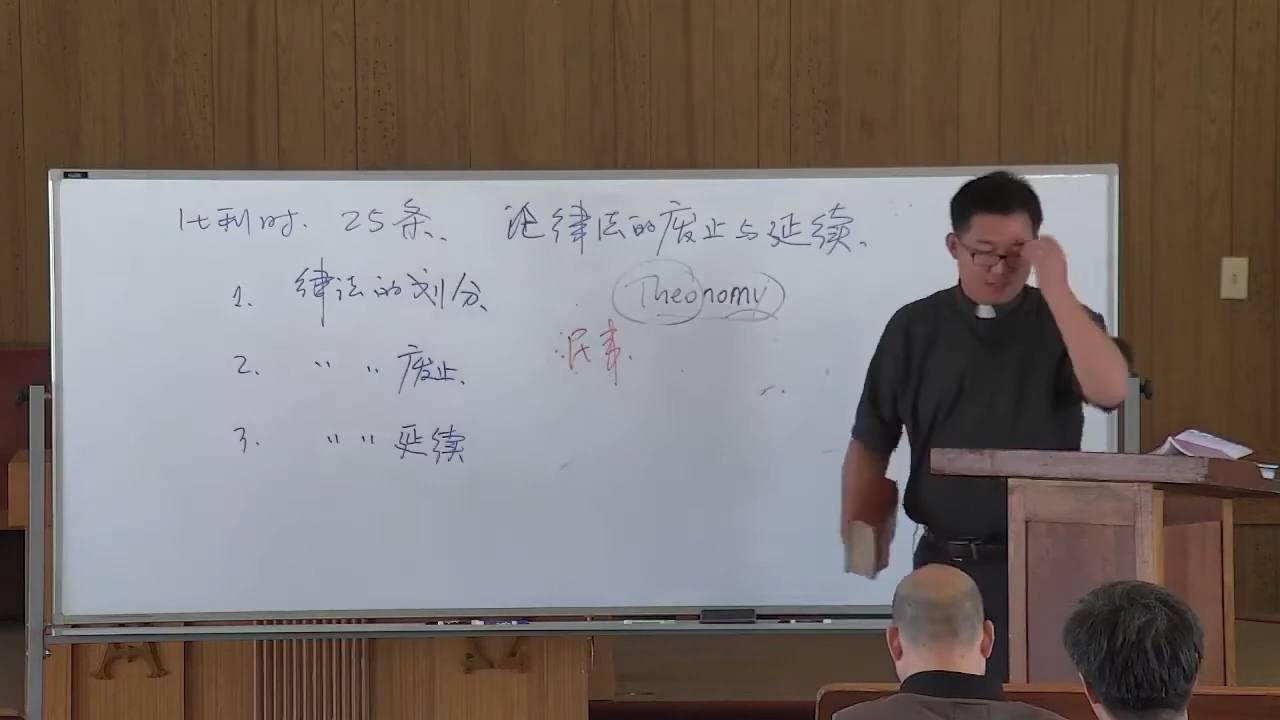 比利时. 25条. 论律法的废止与延续.
1. 律法的划分.
Theonomy
民事.
2. " " 废止.
3. " " 延续